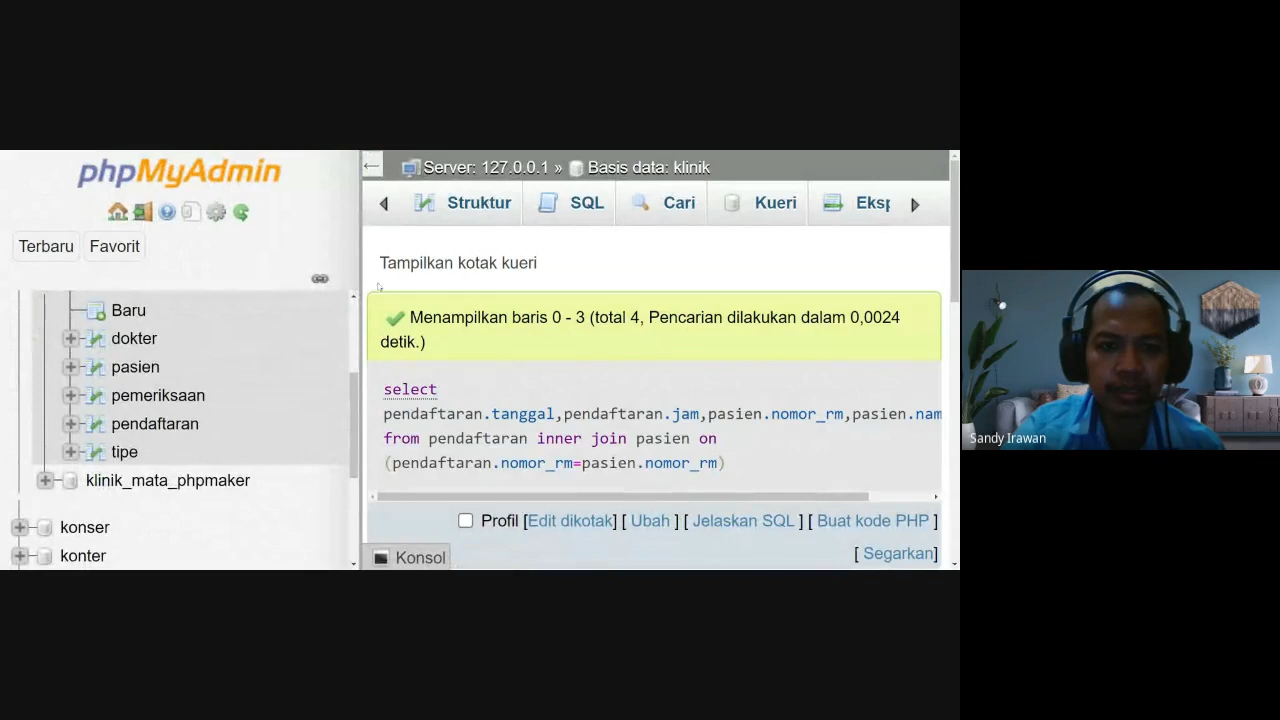 phpMyAdmin
Terbaru
Favorit
Baru
dokter
pasien
pemeriksaan
pendaftaran
tipe
klinik_mata_phpmaker
konser
konter
Server: 127.0.0.1 » Basis data: klinik
Struktur
SQL
Cari
Kueri
Eksp
Tampilkan kotak kueri
Menampilkan baris 0 - 3 (total 4, Pencarian dilakukan dalam 0,0024
detik.)
select
pendaftaran.tanggal,pendaftaran.jam,pasien.nomor_rm,pasien.nam
from pendaftaran inner join pasien on
(pendaftaran.nomor_rm=pasien.nomor_rm)
Profil [Edit dikotak] [ Ubah ] [ Jelaskan SQL ] [ Buat kode PHP ]
[ Segarkan]
Konsol
Sandy Irawan